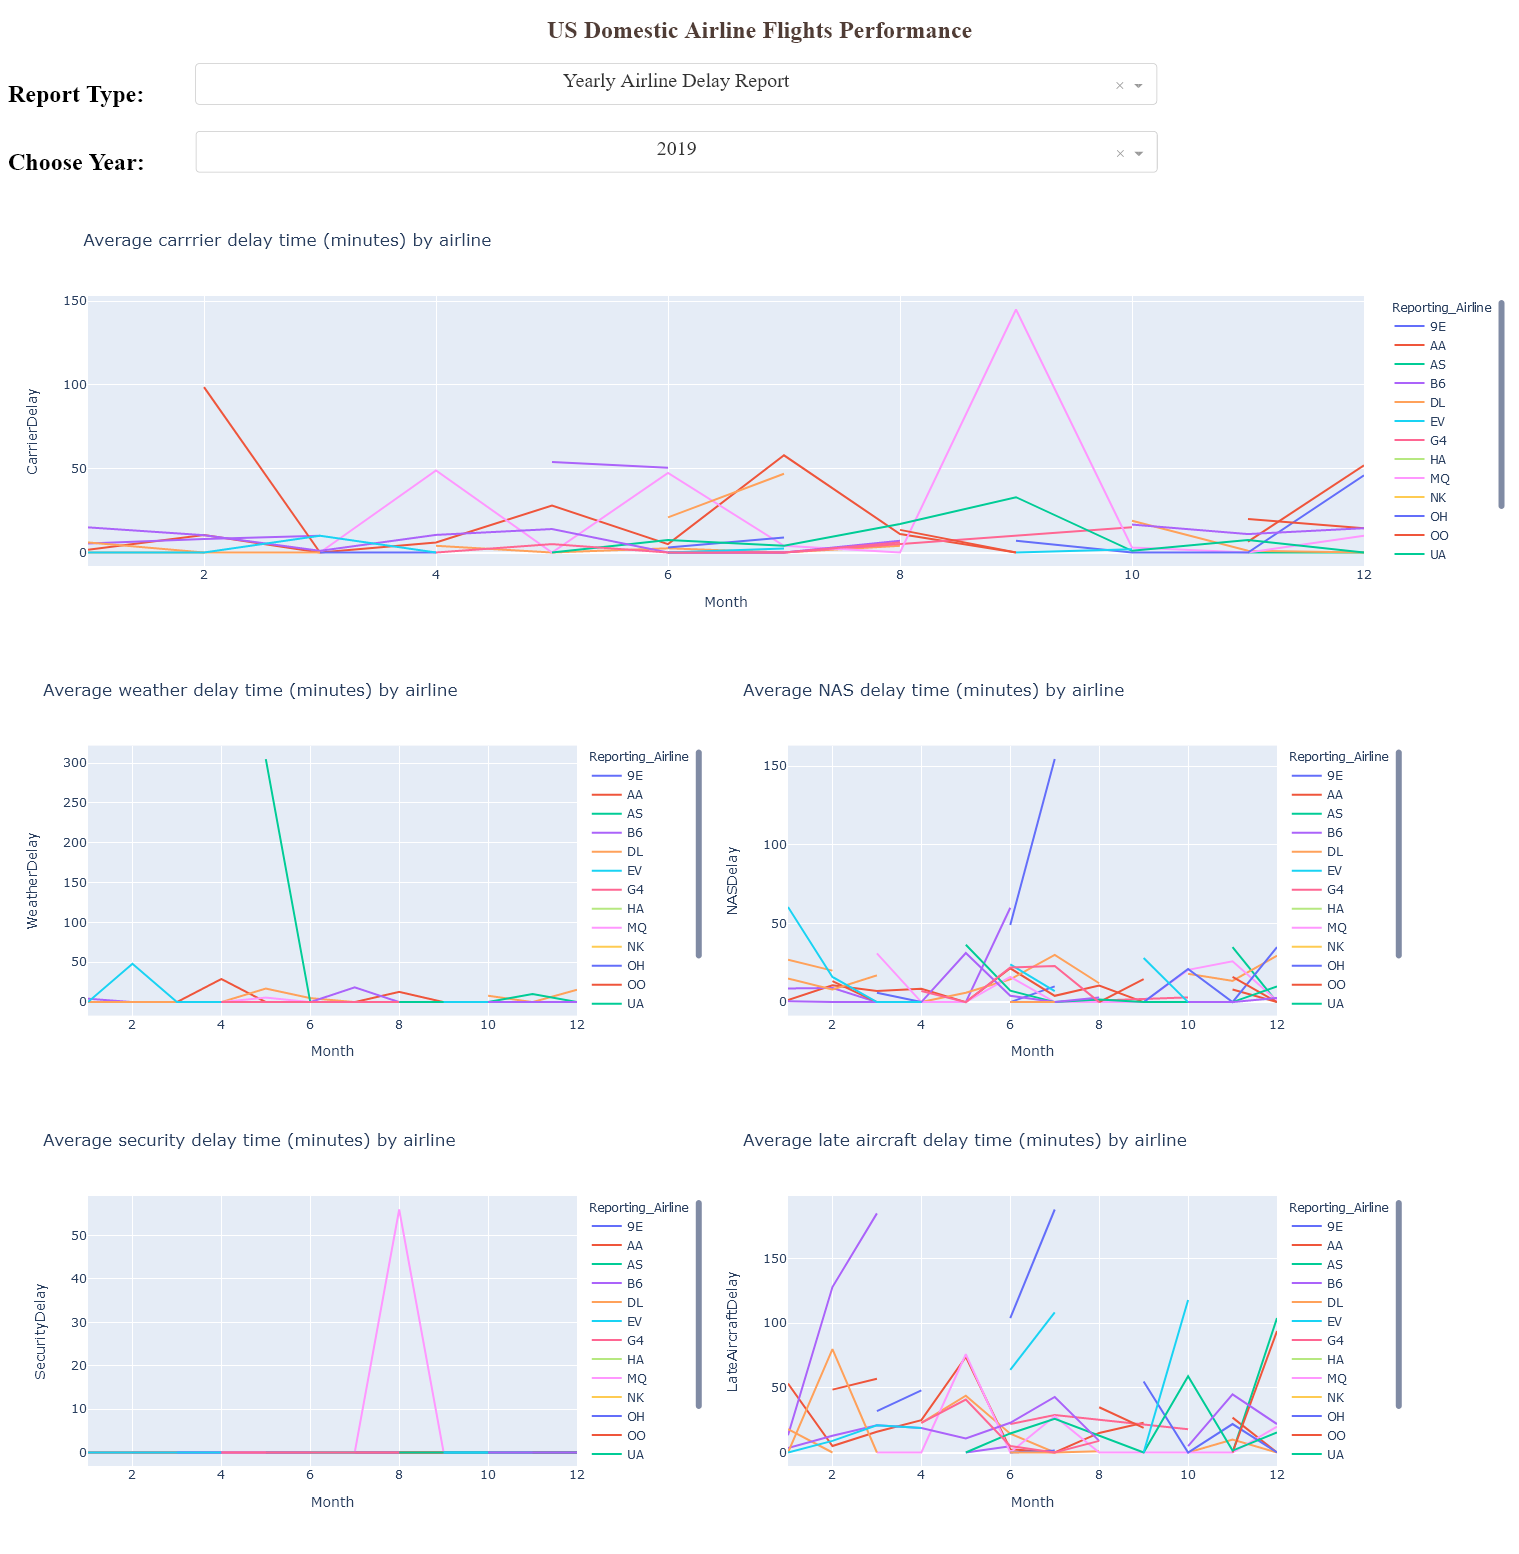 US Domestic Airline Flights Performance
Report Type:
Yearly Airline Delay Report
× 
Choose Year:
2019
×
Average carrrier delay time (minutes) by airline
150
100
50
0
CarrierDelay
2
4
6
8
10
12
Month
Reporting_Airline
9E
AA
AS
B6
DL
EV
G4
HA
MQ
NK
OH
OO
UA
Average weather delay time (minutes) by airline
300
250
200
150
100
50
0
WeatherDelay
2
4
6
8
10
12
Month
Reporting_Airline
9E
AA
AS
B6
DL
EV
G4
HA
MQ
NK
OH
OO
UA
Average NAS delay time (minutes) by airline
150
100
50
0
NASDelay
2
4
6
8
10
12
Month
Reporting_Airline
9E
AA
AS
B6
DL
EV
G4
HA
MQ
NK
OH
OO
UA
Average security delay time (minutes) by airline
50
40
30
20
10
0
SecurityDelay
2
4
6
8
10
12
Month
Reporting_Airline
9E
AA
AS
B6
DL
EV
G4
HA
MQ
NK
OH
OO
UA
Average late aircraft delay time (minutes) by airline
150
100
50
0
LateAircraftDelay
2
4
6
8
10
12
Month
Reporting_Airline
9E
AA
AS
B6
DL
EV
G4
HA
MQ
NK
OH
OO
UA